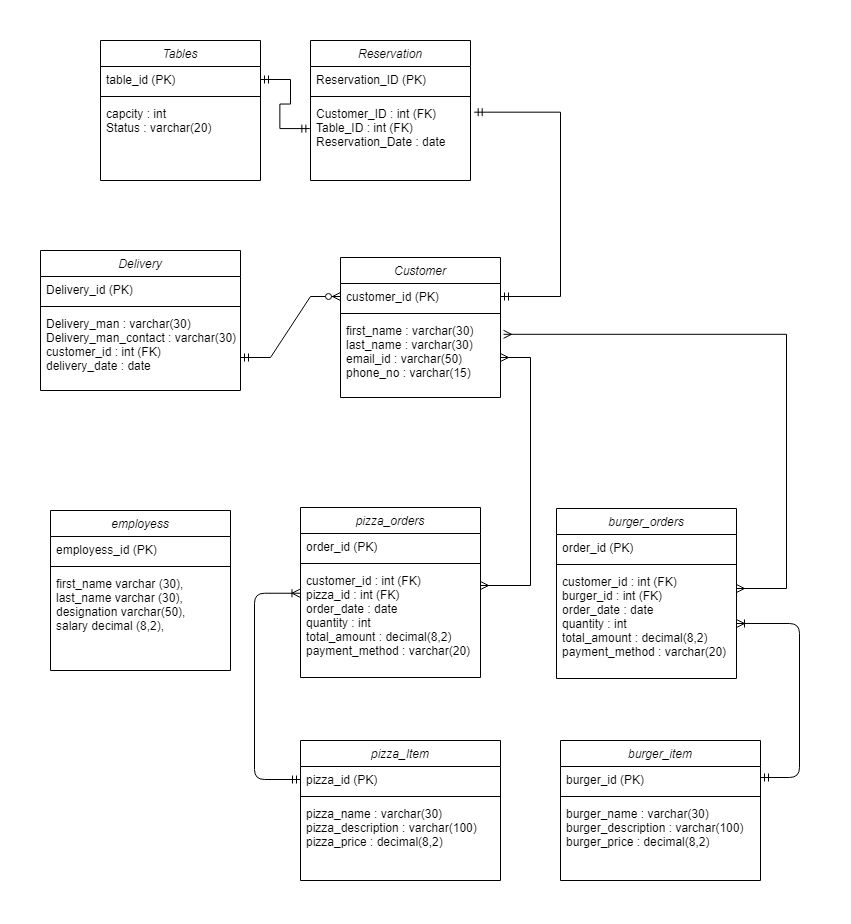 Tables
table_id (PK)
capcity : int
Status : varchar(20)
Reservation
Reservation_ID (PK)
Customer_ID : int (FK)
Table_ID : int (FK)
Reservation_Date : date
Delivery
Delivery_id (PK)
Delivery_man : varchar(30)
Delivery_man_contact : varchar(30)
customer_id : int (FK)
delivery_date : date
Customer
customer_id (PK)
first_name : varchar(30)
last_name : varchar(30)
email_id : varchar(50)
phone_no : varchar(15)
employess
employess_id (PK)
first_name varchar (30),
last_name varchar (30),
designation varchar(50),
salary decimal (8,2),
pizza_orders
order_id (PK)
customer_id : int (FK)
pizza_id : int (FK)
order_date : date
quantity : int
total_amount : decimal(8,2)
payment_method : varchar(20)
burger_orders
order_id (PK)
customer_id : int (FK)
burger_id : int (FK)
order_date : date
quantity : int
total_amount : decimal(8,2)
payment_method : varchar(20)
pizza_Item
pizza_id (PK)
pizza_name : varchar(30)
pizza_description : varchar(100)
pizza_price : decimal(8,2)
burger_item
burger_id (PK)
burger_name : varchar(30)
burger_description : varchar(100)
burger_price : decimal(8,2)